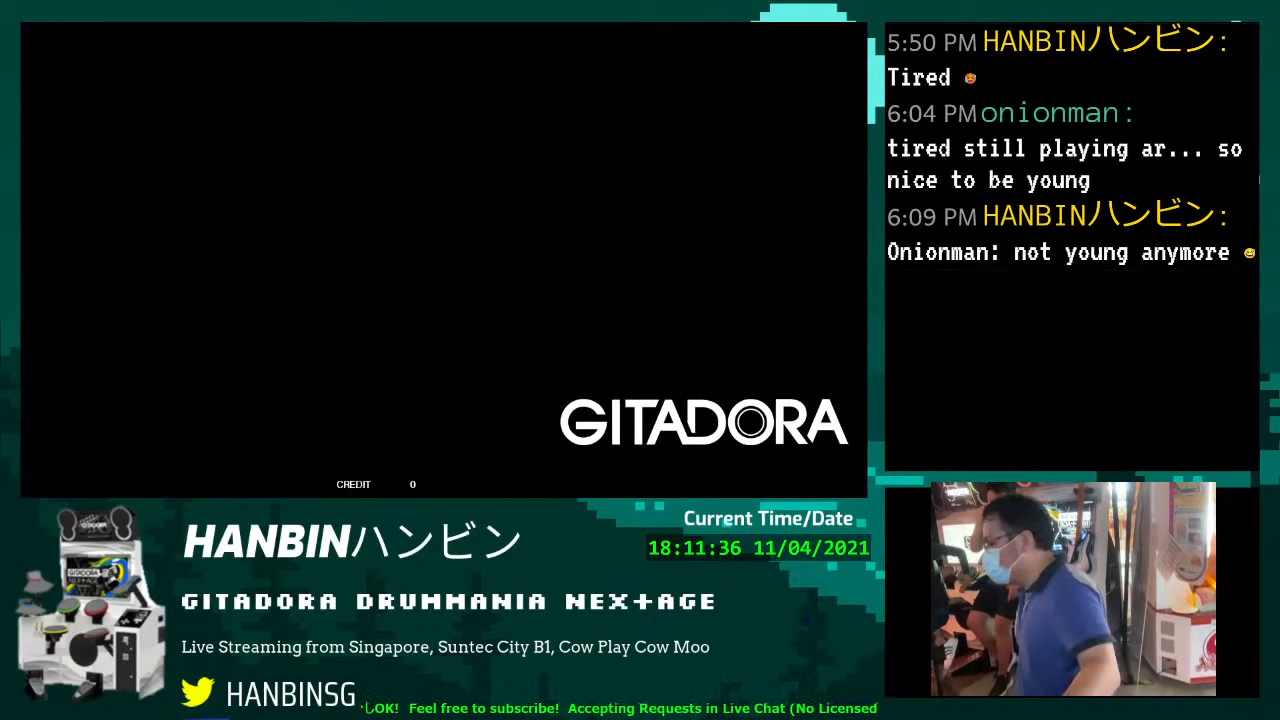 5:50 PM HANBINハンビン:
Tired
6:04 PM onionman:
tired still playing ar... so
nice to be young
6:09 PM HANBINハンビン:
Onionman: not young anymore
GITADORA
CREDIT 0
HANBINハンビン
Current Time/Date
18:11:36 11/04/2021
GITADORA DRUMMANIA NEX+AGE
Live Streaming from Singapore, Suntec City B1, Cow Play Cow Moo
HANBINSG
OK! Feel free to subscribe! Accepting Requests in Live Chat (No Licensed
GITADORA